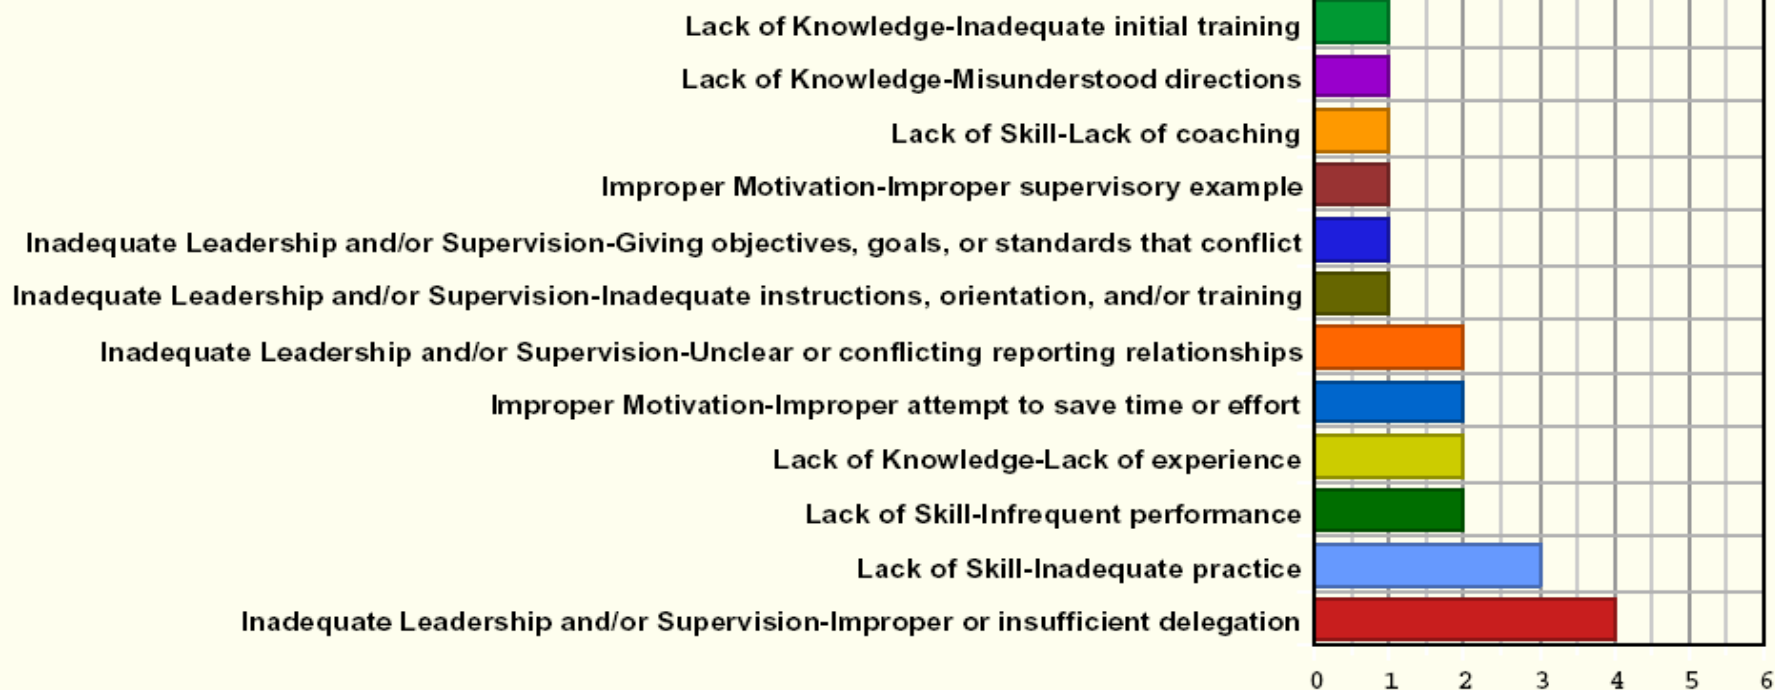 Lack of Knowledge-Inadequate initial training
Lack of Knowledge-Misunderstood directions
Lack of Skill-Lack of coaching
Improper Motivation-Improper supervisory example
Inadequate Leadership and/or Supervision-Giving objectives, goals, or standards that conflict
Inadequate Leadership and/or Supervision-Inadequate instructions, orientation, and/or training
Inadequate Leadership and/or Supervision-Unclear or conflicting reporting relationships
Improper Motivation-Improper attempt to save time or effort
Lack of Knowledge-Lack of experience
Lack of Skill-Infrequent performance
Lack of Skill-Inadequate practice
Inadequate Leadership and/or Supervision-Improper or insufficient delegation
0 1 2 3 4 5 6